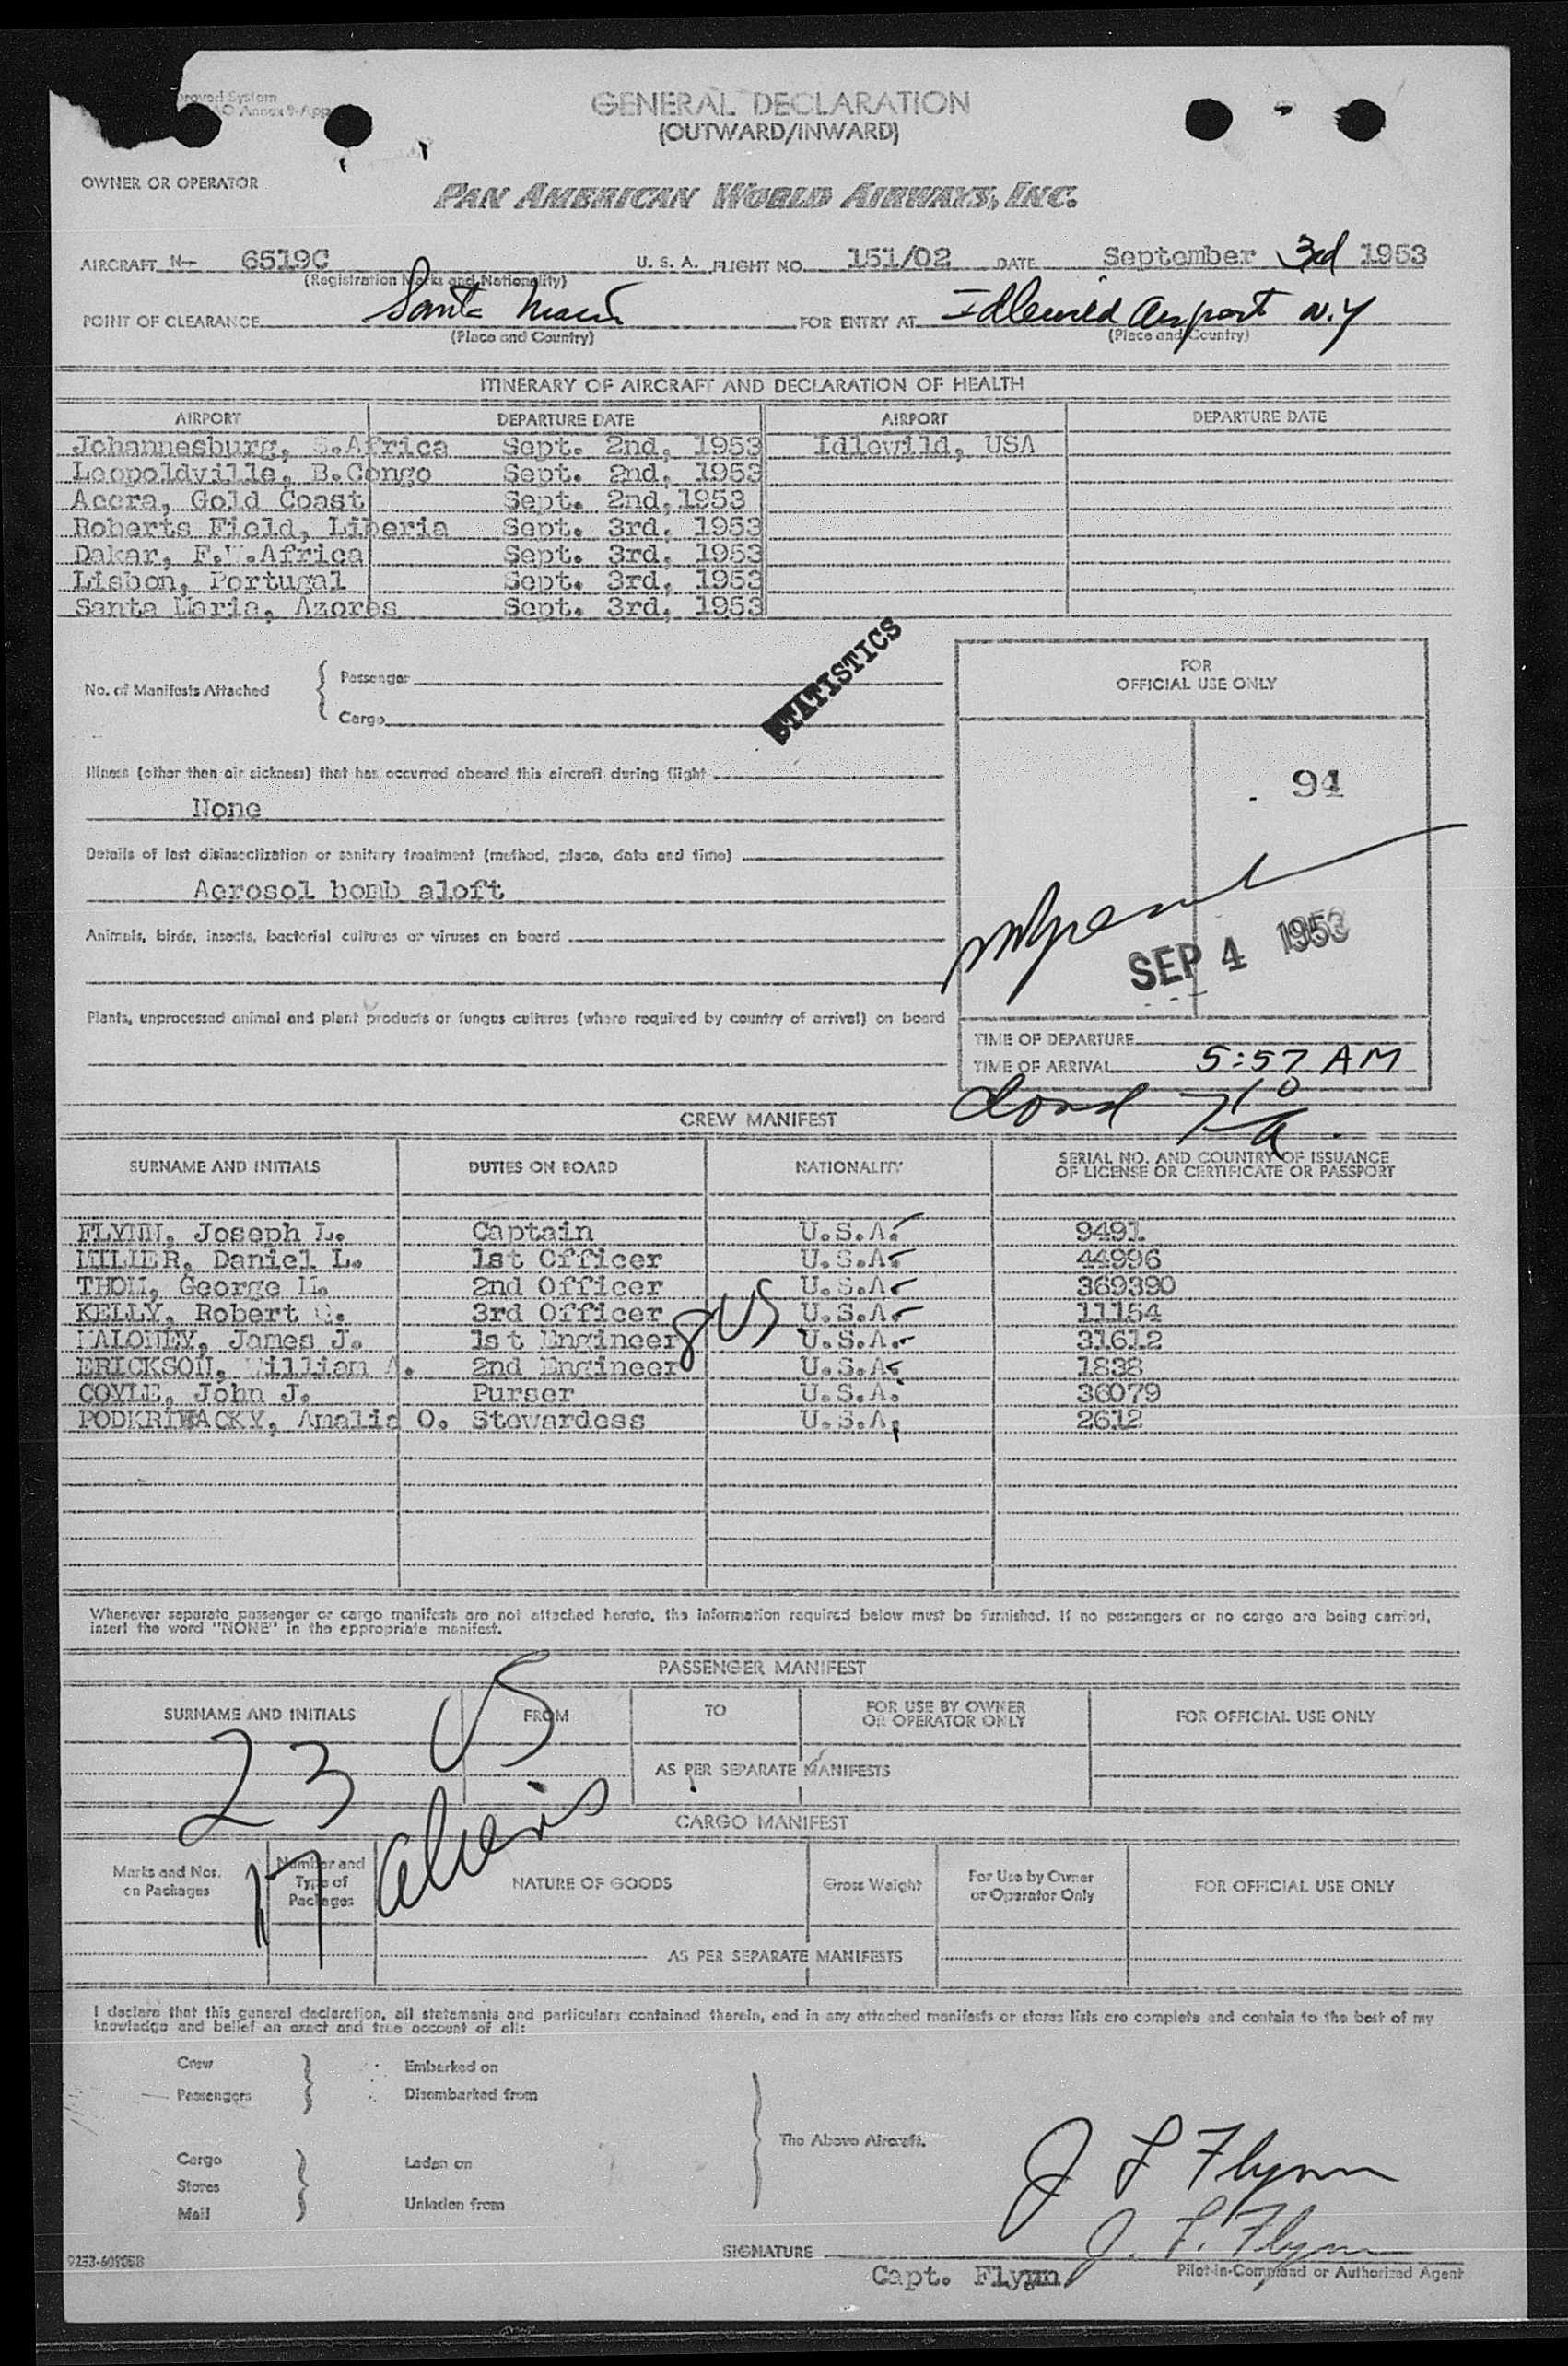 proved System
AO Annex 9-App
GENERAL DECLARATION
(OUTWARD/INWARD)
OWNER OR OPERATOR
PAN AMERICAN WORLD AIRWAYS, INC.
AIRCRAFT N- 6519C U. S. A. FLIGHT NO. 151/02 DATE September 3rd 1953
(Registration Marks and Nationality)
POINT OF CLEARANCE Santa Maria FOR ENTRY AT Idlewild Airport N.Y
(Place and Country) (Place and Country)
ITINERARY OF AIRCRAFT AND DECLARATION OF HEALTH
AIRPORT DEPARTURE DATE AIRPORT DEPARTURE DATE
Johannesburg, S.Africa Sept. 2nd, 1953 Idlewild, USA
Leopoldville, B.Congo Sept. 2nd, 1953
Accra, Gold Coast Sept. 2nd,1953
Roberts Field, Liberia Sept. 3rd, 1953
Dakar, F.W.Africa Sept. 3rd, 1953
Lisbon, Portugal Sept. 3rd, 1953
Santa Maria, Azores Sept. 3rd, 1953
STATISTICS
No. of Manifests Attached
Passenger
Cargo
FOR
OFFICIAL USE ONLY
Illness (other than air sickness) that has occurred aboard this aircraft during flight
94
None
Details of last disinsectization or sanitary treatment (method, place, date and time)
Aerosol bomb aloft
Animals, birds, insects, bacterial cultures or viruses on board
SEP 4 1953
Plants, unprocessed animal and plant products or fungus cultures (where required by country of arrival) on board
TIME OF DEPARTURE
TIME OF ARRIVAL 5:57 AM
710 a
CREW MANIFEST
SURNAME AND INITIALS DUTIES ON BOARD NATIONALITY SERIAL NO. AND COUNTRY OF ISSUANCE
OF LICENSE OR CERTIFICATE OR PASSPORT
FLYNN, Joseph L. Captain U.S.A. 9491
MILLER, Daniel L. 1st Officer U.S.A. 44996
THOM, George H. 2nd Officer U.S.A. 369390
KELLY, Robert 3rd Officer U.S.A. 11154
8 US
MALONEY, James J. 1st Engineer U.S.A. 31612
ERICKSON, William A. 2nd Engineer U.S.A. 1838
COYLE, John J. Purser U.S.A. 36079
PODKRIWACKY, Amalia O. Stewardess U.S.A. 2612
Whenever separate passenger or cargo manifests are not attached hereto, the information required below must be furnished. If no passengers or no cargo are being carried,
insert the word "NONE" in the appropriate manifest.
PASSENGER MANIFEST
SURNAME AND INITIALS FROM TO FOR USE BY OWNER
OR OPERATOR ONLY FOR OFFICIAL USE ONLY
23 US
AS PER SEPARATE MANIFESTS
CARGO MANIFEST
17 aliens
Marks and Nos.
on Packages Number and
Type of
Packages NATURE OF GOODS Gross Weight For Use by Owner
or Operator Only FOR OFFICIAL USE ONLY
AS PER SEPARATE MANIFESTS
I declare that this general declaration, all statements and particulars contained therein, and in any attached manifests or stores lists are complete and contain to the best of my
knowledge and belief an exact and true account of all:
Crew Embarked on
Passengers Disembarked from
The Above Aircraft.
Cargo Laden on
Stores
Mail Unladen from
J L Flynn
J. L. Flynn
SIGNATURE
9233-60905B
Capt. Flynn
Pilot-in-Command or Authorized Agent